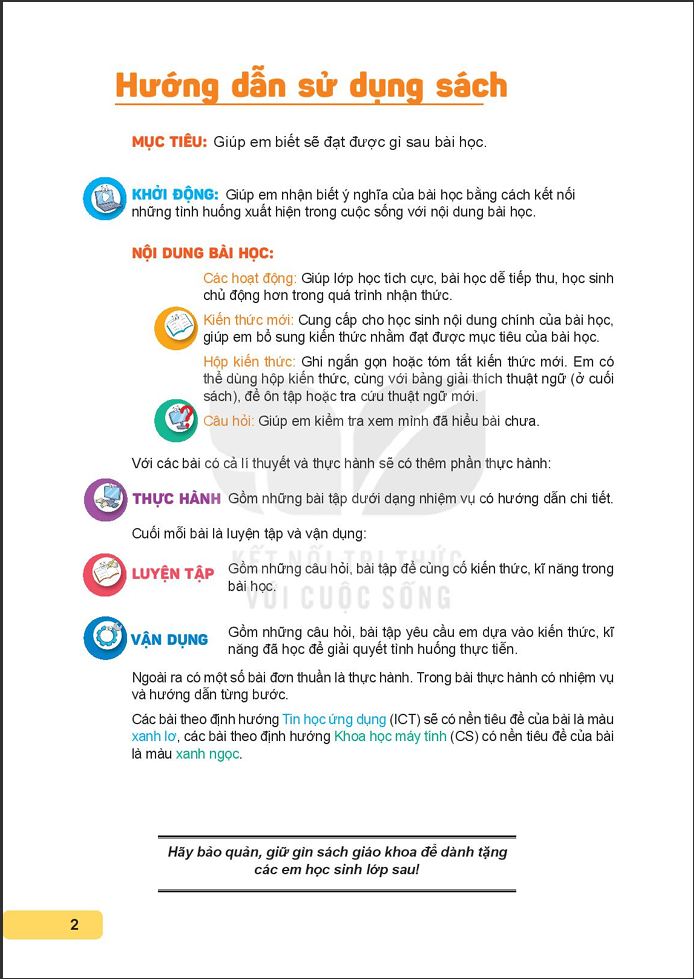 Hướng dẫn sử dụng sách
MỤC TIÊU: Giúp em biết sẽ đạt được gì sau bài học.
KHỞI ĐỘNG: Giúp em nhận biết ý nghĩa của bài học bằng cách kết nối
những tình huống xuất hiện trong cuộc sống với nội dung bài học.
NỘI DUNG BÀI HỌC:
Các hoạt động: Giúp lớp học tích cực, bài học dễ tiếp thu, học sinh
chủ động hơn trong quá trình nhận thức.
Kiến thức mới: Cung cấp cho học sinh nội dung chính của bài học,
giúp em bổ sung kiến thức nhằm đạt được mục tiêu của bài học.
Hộp kiến thức: Ghi ngắn gọn hoặc tóm tắt kiến thức mới. Em có
thể dùng hộp kiến thức, cùng với bảng giải thích thuật ngữ (ở cuối
sách), để ôn tập hoặc tra cứu thuật ngữ mới.
Câu hỏi: Giúp em kiểm tra xem mình đã hiểu bài chưa.
Với các bài có cả lí thuyết và thực hành sẽ có thêm phần thực hành:
THỰC HÀNH Gồm những bài tập dưới dạng nhiệm vụ có hướng dẫn chi tiết.
Cuối mỗi bài là luyện tập và vận dụng:
KẾT NỐI TRI THỨC
VỚI CUỘC SỐNG
LUYỆN TẬP Gồm những câu hỏi, bài tập để củng cố kiến thức, kĩ năng trong
bài học.
VẬN DỤNG Gồm những câu hỏi, bài tập yêu cầu em dựa vào kiến thức, kĩ
năng đã học để giải quyết tình huống thực tiễn.
Ngoài ra có một số bài đơn thuần là thực hành. Trong bài thực hành có nhiệm vụ
và hướng dẫn từng bước.
Các bài theo định hướng Tin học ứng dụng (ICT) sẽ có nền tiêu đề của bài là màu
xanh lơ, các bài theo định hướng Khoa học máy tính (CS) có nền tiêu đề của bài
là màu xanh ngọc.
Hãy bảo quản, giữ gìn sách giáo khoa để dành tặng
các em học sinh lớp sau!
2